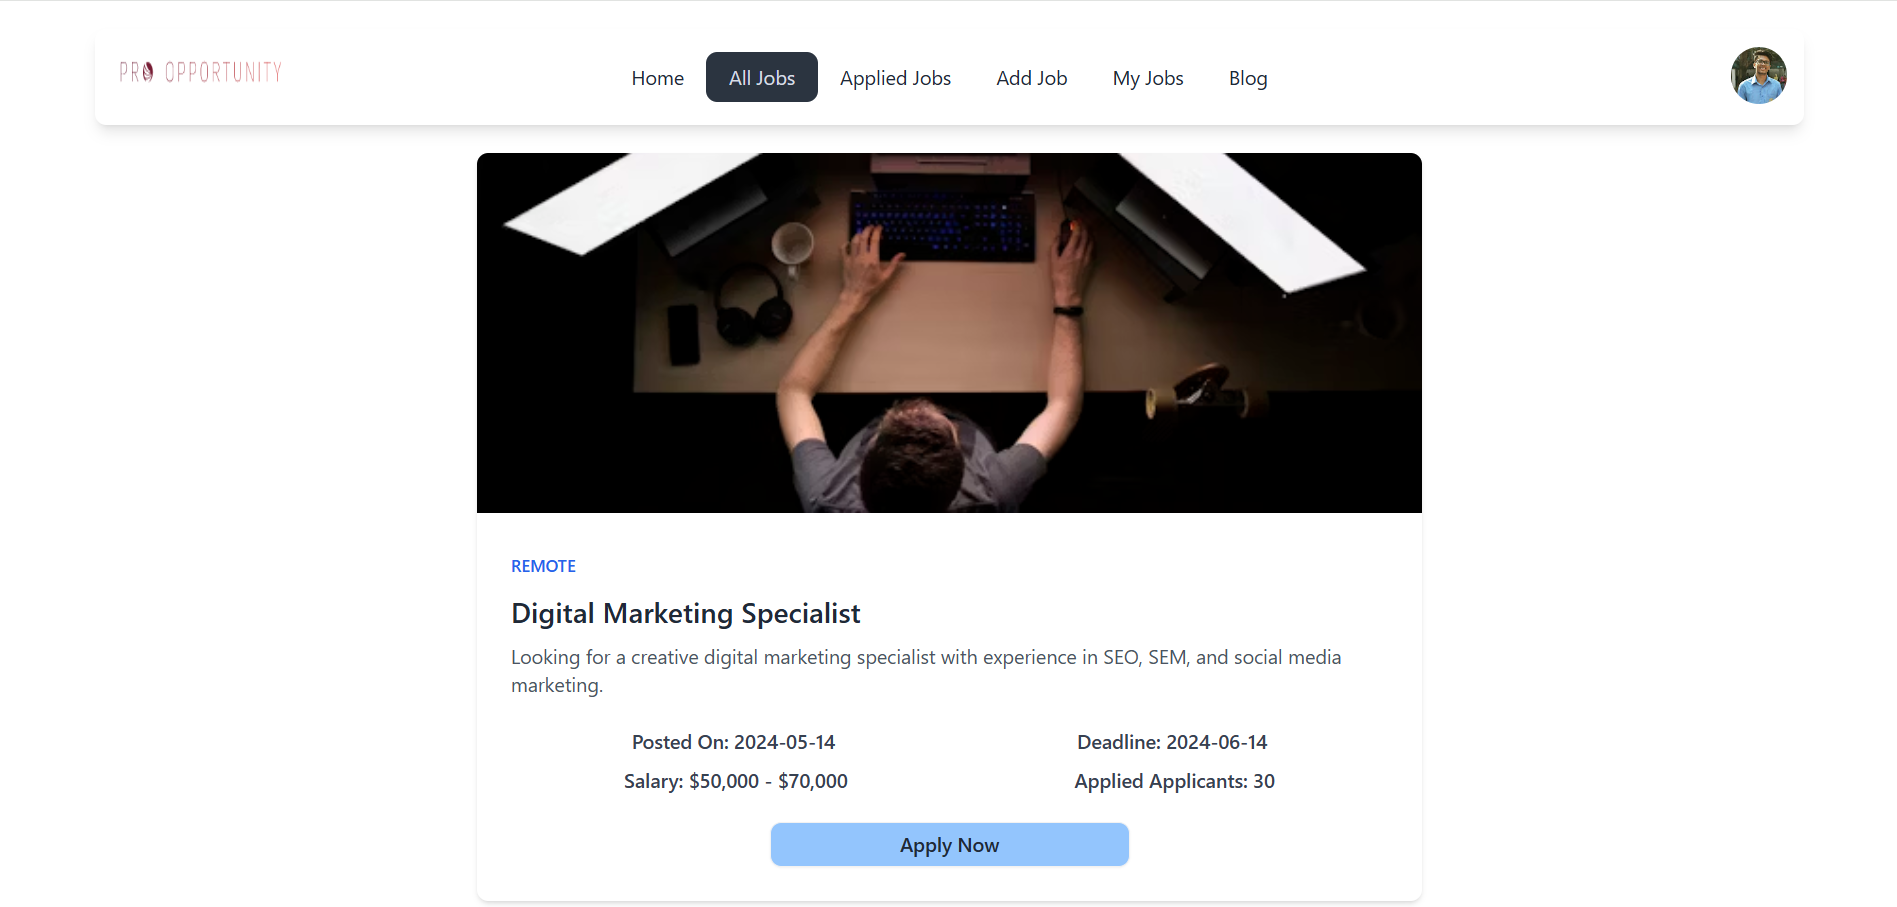 PRO OPPORTUNITY
Home
All Jobs
Applied Jobs
Add Job
My Jobs
Blog
REMOTE
Digital Marketing Specialist
Looking for a creative digital marketing specialist with experience in SEO, SEM, and social media
marketing.
Posted On: 2024-05-14
Deadline: 2024-06-14
Salary: $50,000 - $70,000
Applied Applicants: 30
Apply Now